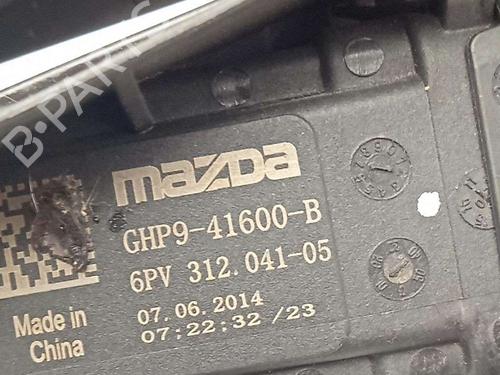 B-PARTS
mazda
GHP9-41600-B
6PV 312.041-05
07.06.2014
07:22:32 /23
Made in
China